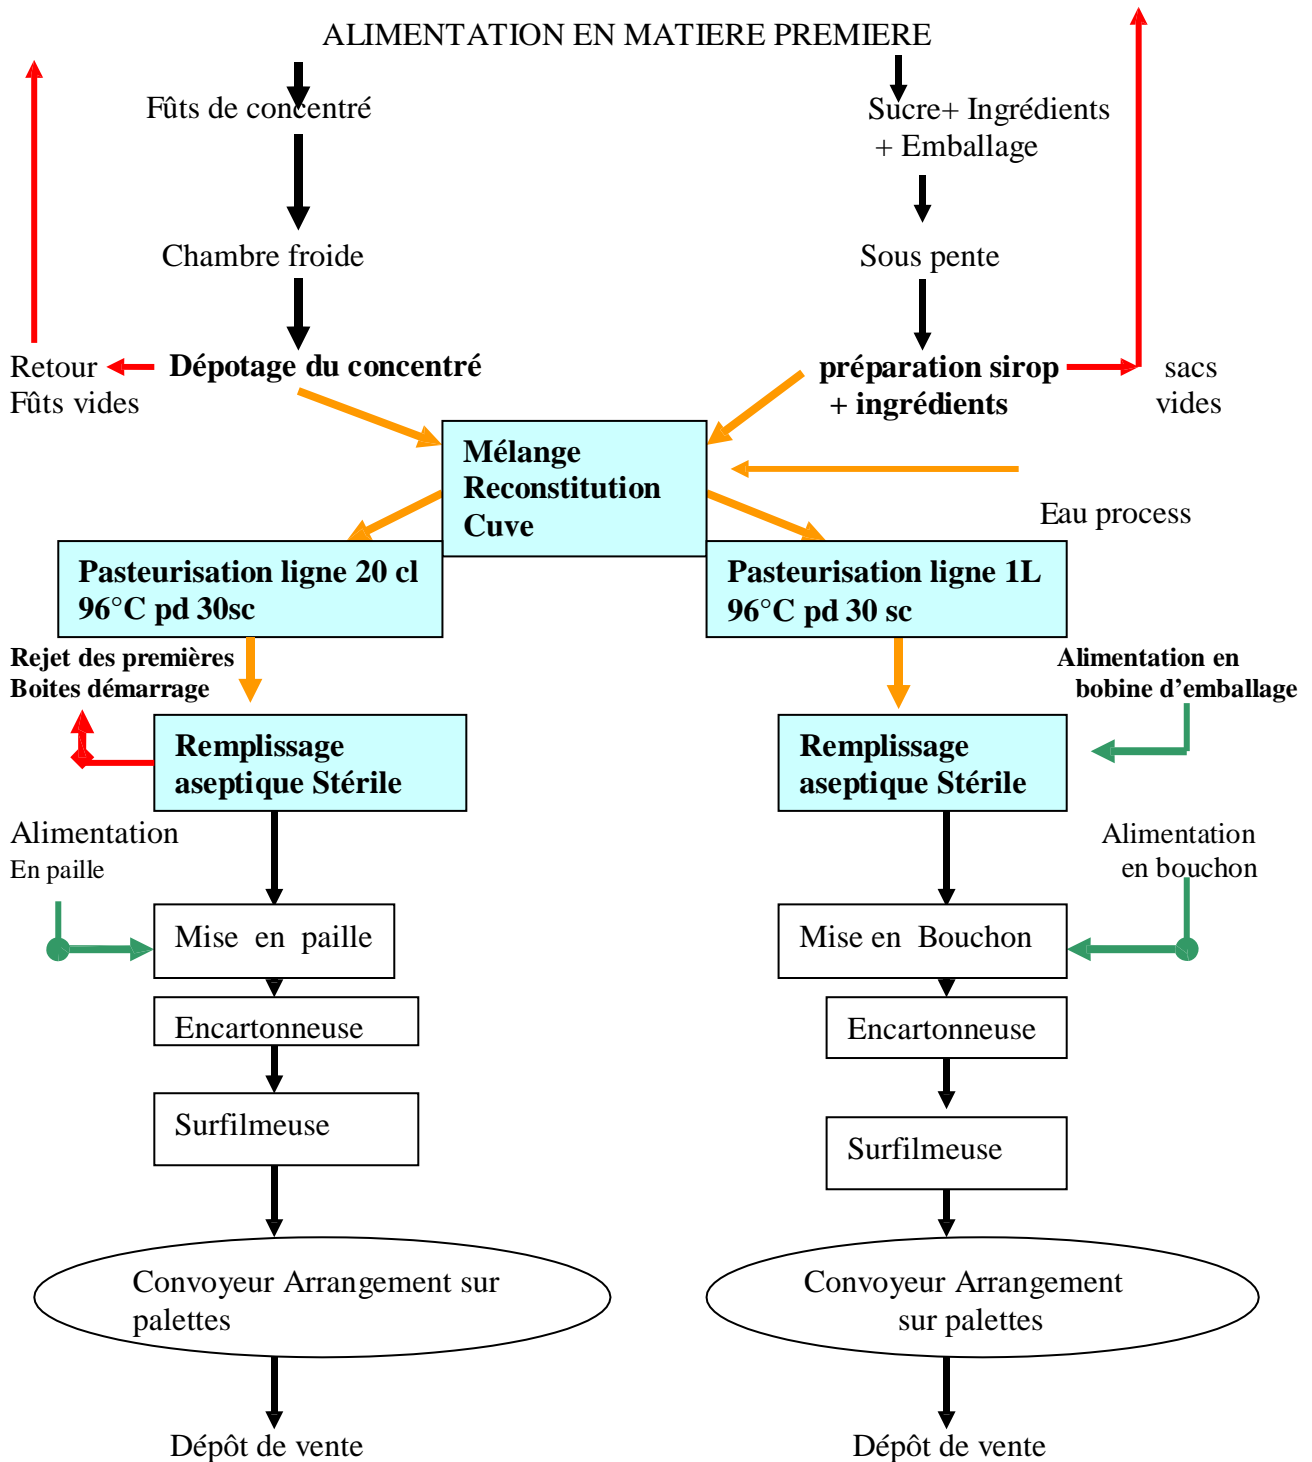 ALIMENTATION EN MATIERE PREMIERE
Fûts de concentré
Sucre+ Ingrédients
+ Emballage
Chambre froide
Sous pente
Retour
Fûts vides
Dépotage du concentré
préparation sirop
+ ingrédients
sacs
vides
Mélange
Reconstitution
Cuve
Eau process
Pasteurisation ligne 20 cl
96°C pd 30sc
Pasteurisation ligne 1L
96°C pd 30 sc
Rejet des premières
Boites démarrage
Alimentation en
bobine d'emballage
Remplissage
aseptique Stérile
Remplissage
aseptique Stérile
Alimentation
En paille
Alimentation
en bouchon
Mise en paille
Mise en Bouchon
Encartonneuse
Encartonneuse
Surfilmeuse
Surfilmeuse
Convoyeur Arrangement sur
palettes
Convoyeur Arrangement
sur palettes
Dépôt de vente
Dépôt de vente